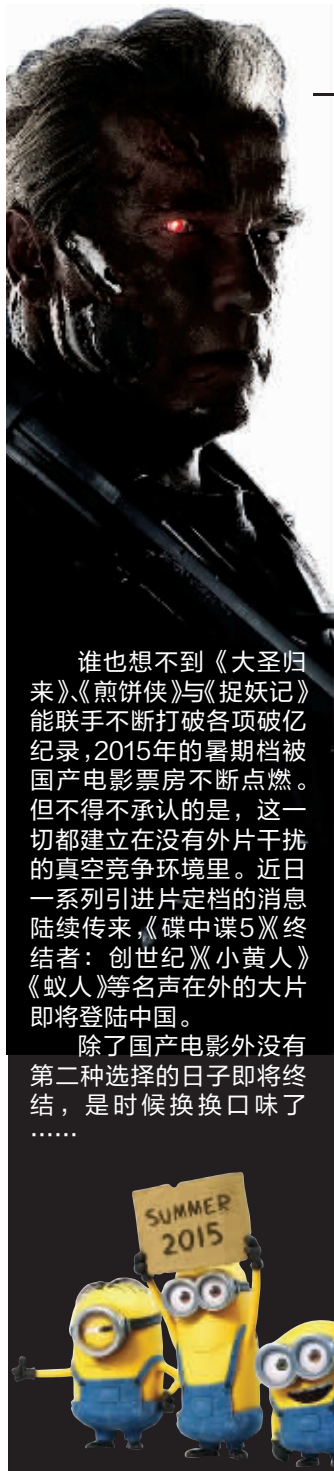 谁也想不到《大圣归
来》、《煎饼侠》与《捉妖记》
能联手不断打破各项破亿
纪录,2015年的暑期档被
国产电影票房不断点燃。
但不得不承认的是，这一
切都建立在没有外片干扰
的真空竞争环境里。近日
一系列引进片定档的消息
陆续传来,《碟中谍5》《终
结者：创世纪》《小黄人》
《蚁人》等名声在外的大片
即将登陆中国。
除了国产电影外没有
第二种选择的日子即将终
结，是时候换换口味了
……
SUMMER
2015